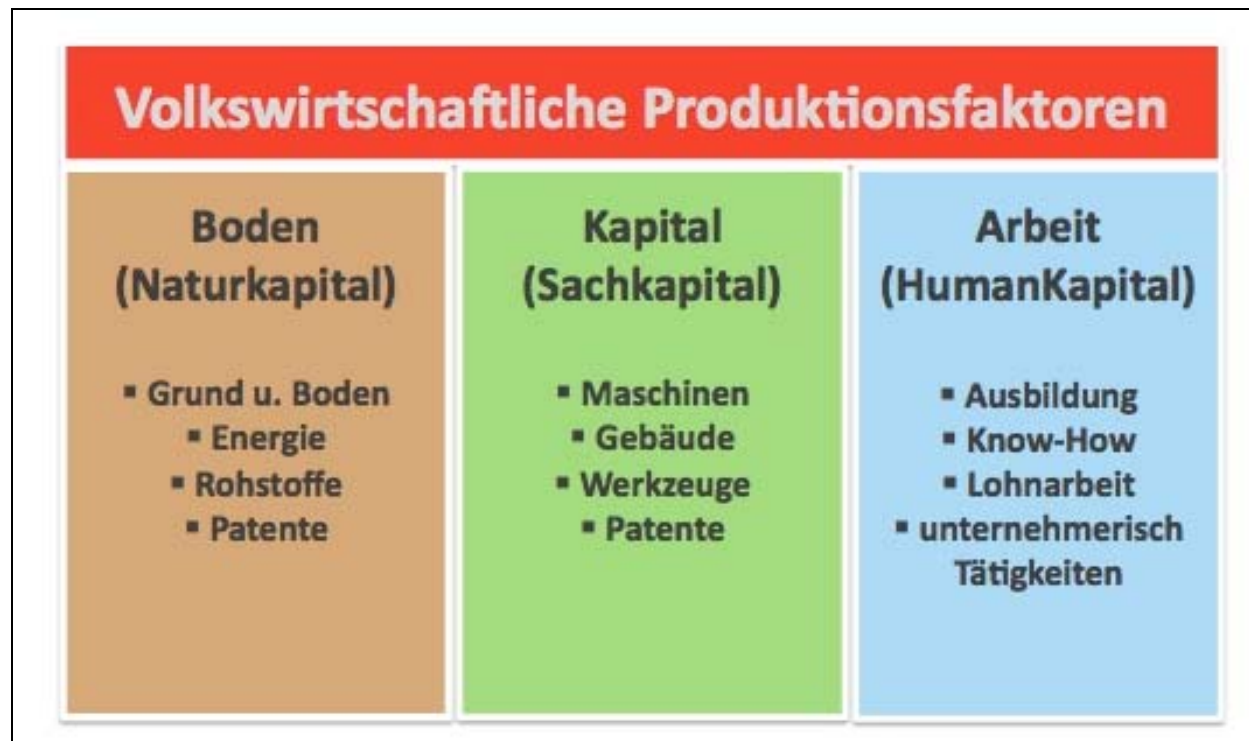 Volkswirtschaftliche Produktionsfaktoren
Boden
(Naturkapital)
▪ Grund u. Boden
▪ Energie
▪ Rohstoffe
▪ Patente
Kapital
(Sachkapital)
▪ Maschinen
▪ Gebäude
▪ Werkzeuge
▪ Patente
Arbeit
(HumanKapital)
▪ Ausbildung
▪ Know-How
▪ Lohnarbeit
▪ unternehmerisch
Tätigkeiten